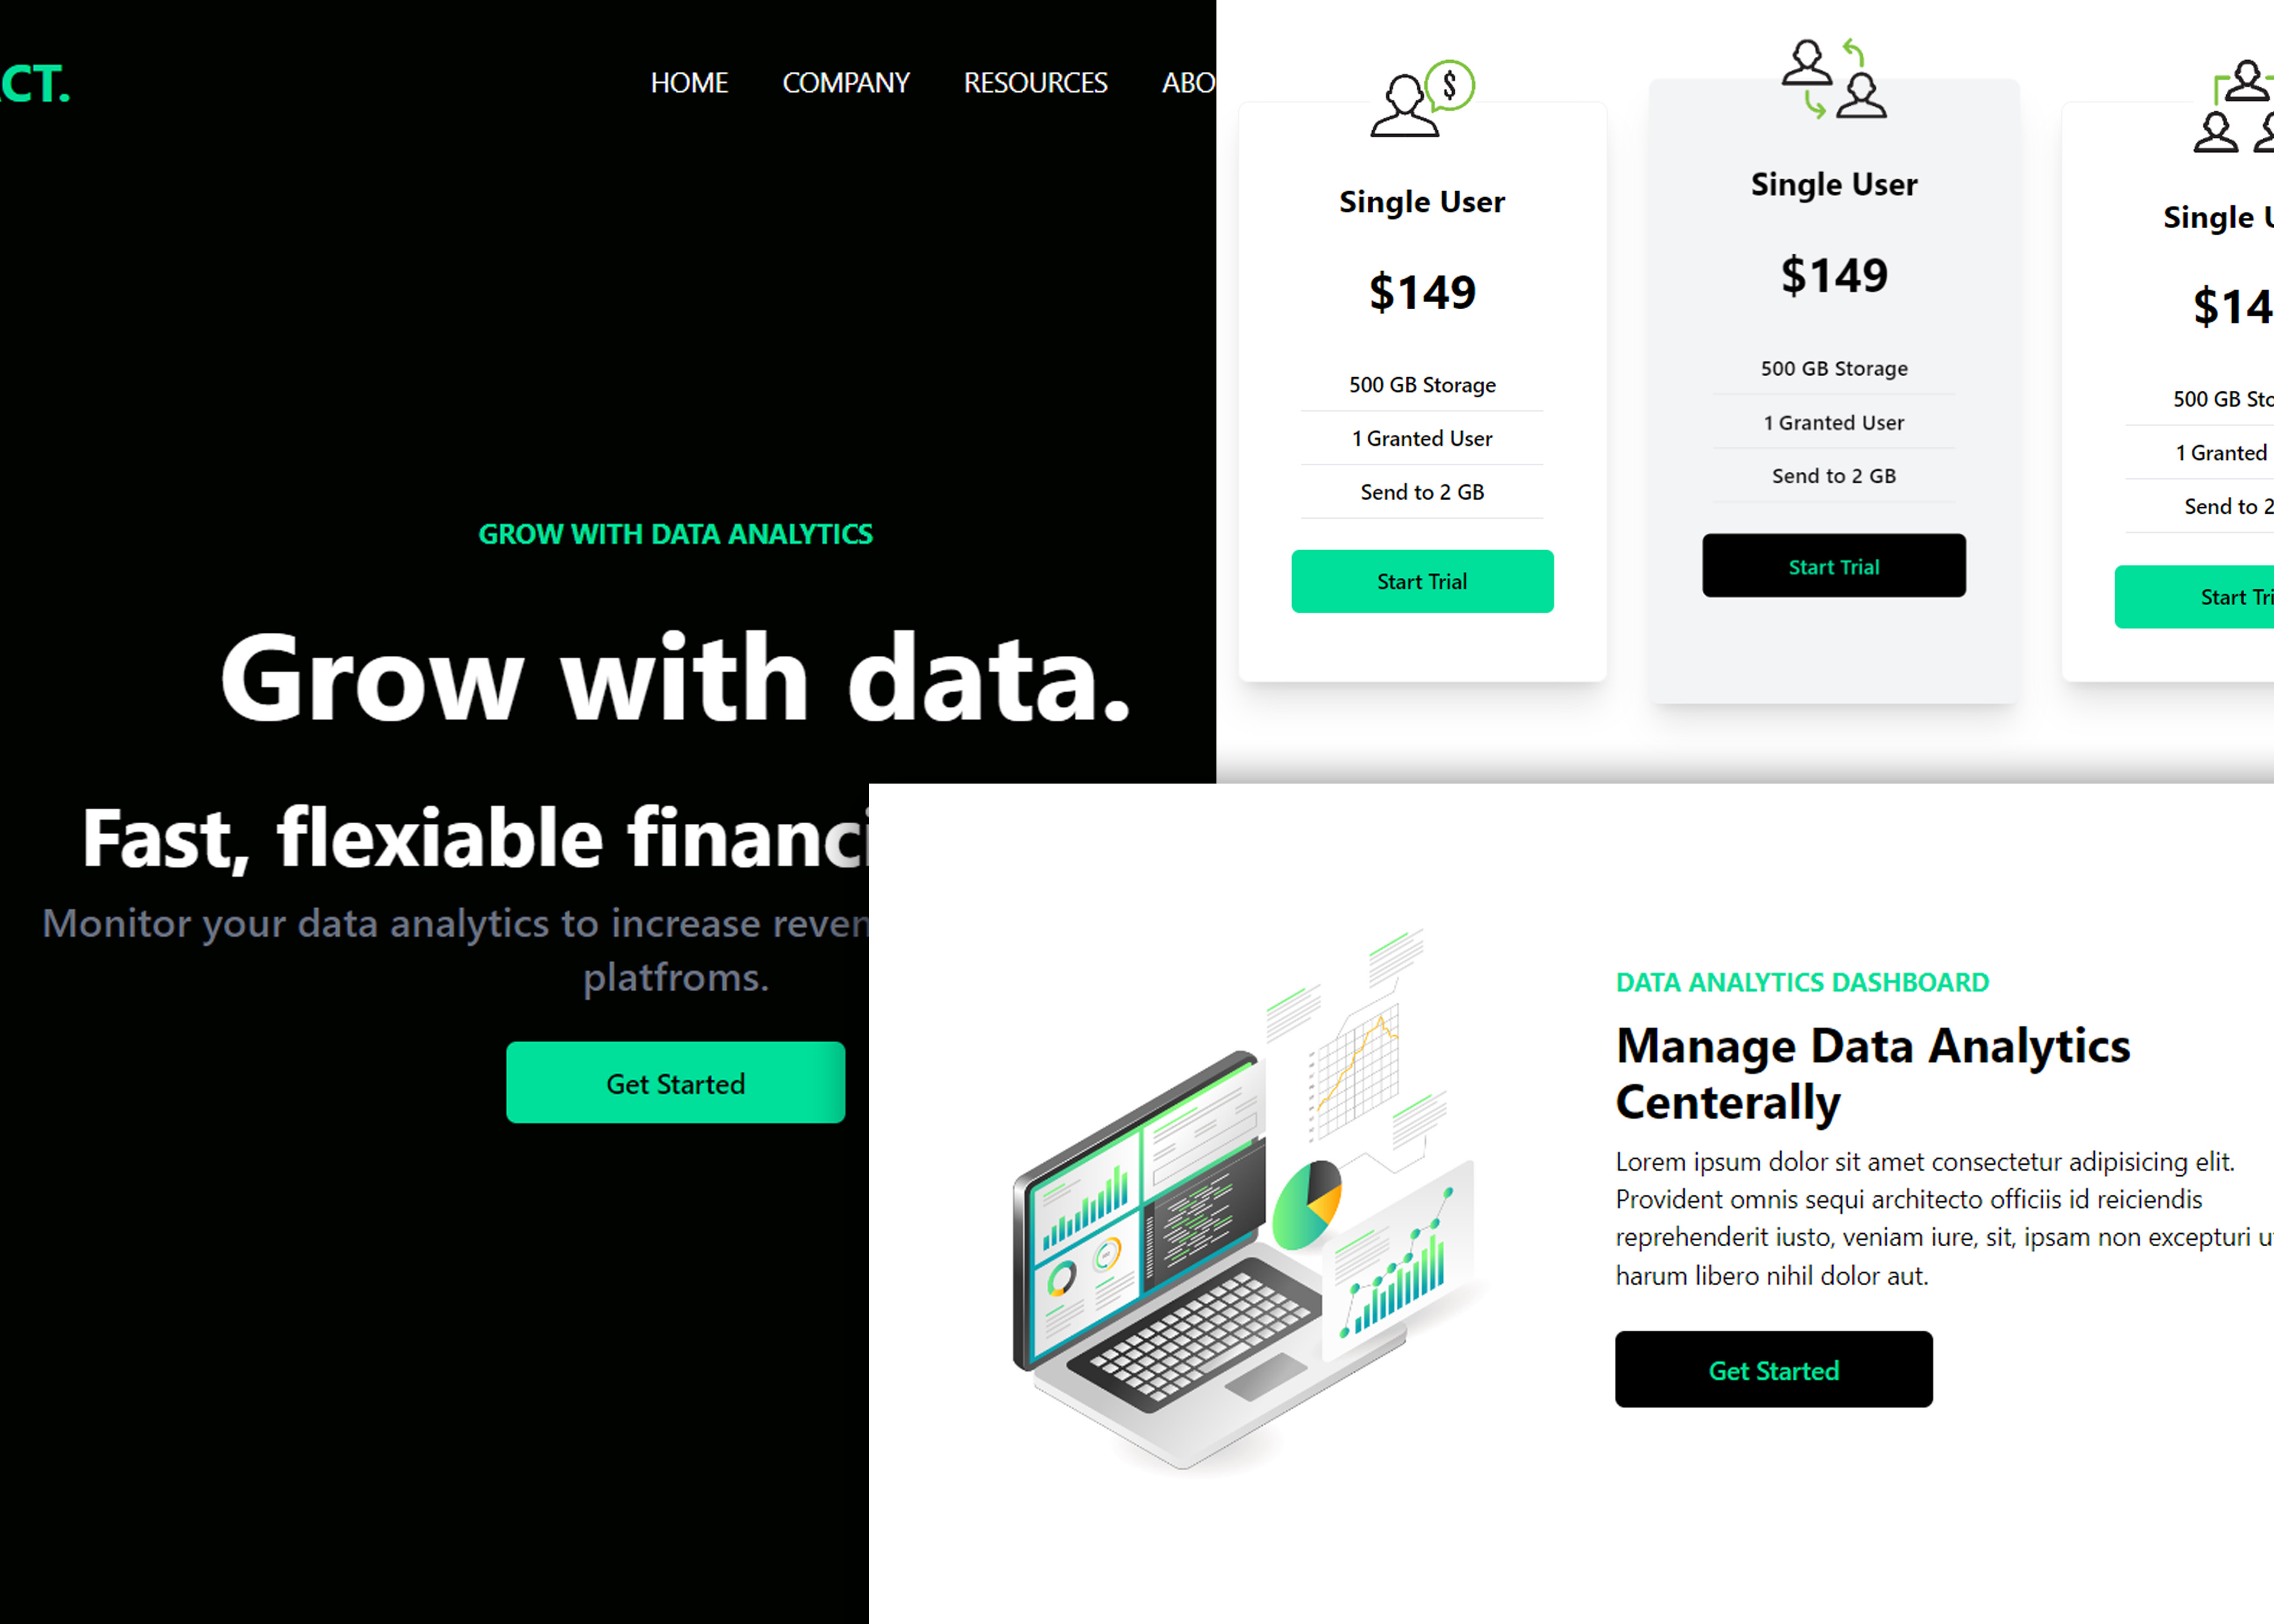 CT.
HOME COMPANY RESOURCES ABO
GROW WITH DATA ANALYTICS
Grow with data.
Fast, flexiable financi
Monitor your data analytics to increase reven
platfroms.
Get Started
$
Single User
$149
500 GB Storage
1 Granted User
Send to 2 GB
Start Trial
Single User
$149
500 GB Storage
1 Granted User
Send to 2 GB
Start Trial
Single U
$14
500 GB Sto
1 Granted
Send to 2
Start Tri
DATA ANALYTICS DASHBOARD
Manage Data Analytics
Centerally
Lorem ipsum dolor sit amet consectetur adipisicing elit.
Provident omnis sequi architecto officiis id reiciendis
reprehenderit iusto, veniam iure, sit, ipsam non excepturi u
harum libero nihil dolor aut.
Get Started